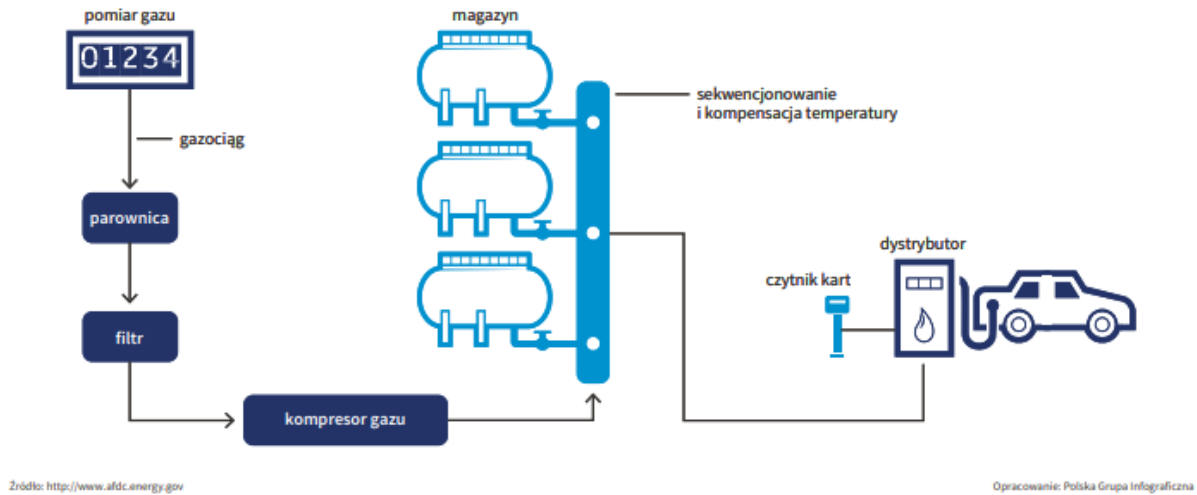 pomiar gazu
01234
gazociąg
parownica
filtr
kompresor gazu
magazyn
sekwencjonowanie
i kompensacja temperatury
dystrybutor
czytnik kart
Źródło: http://www.afdc.energy.gov
Opracowanie: Polska Grupa Infograficzna